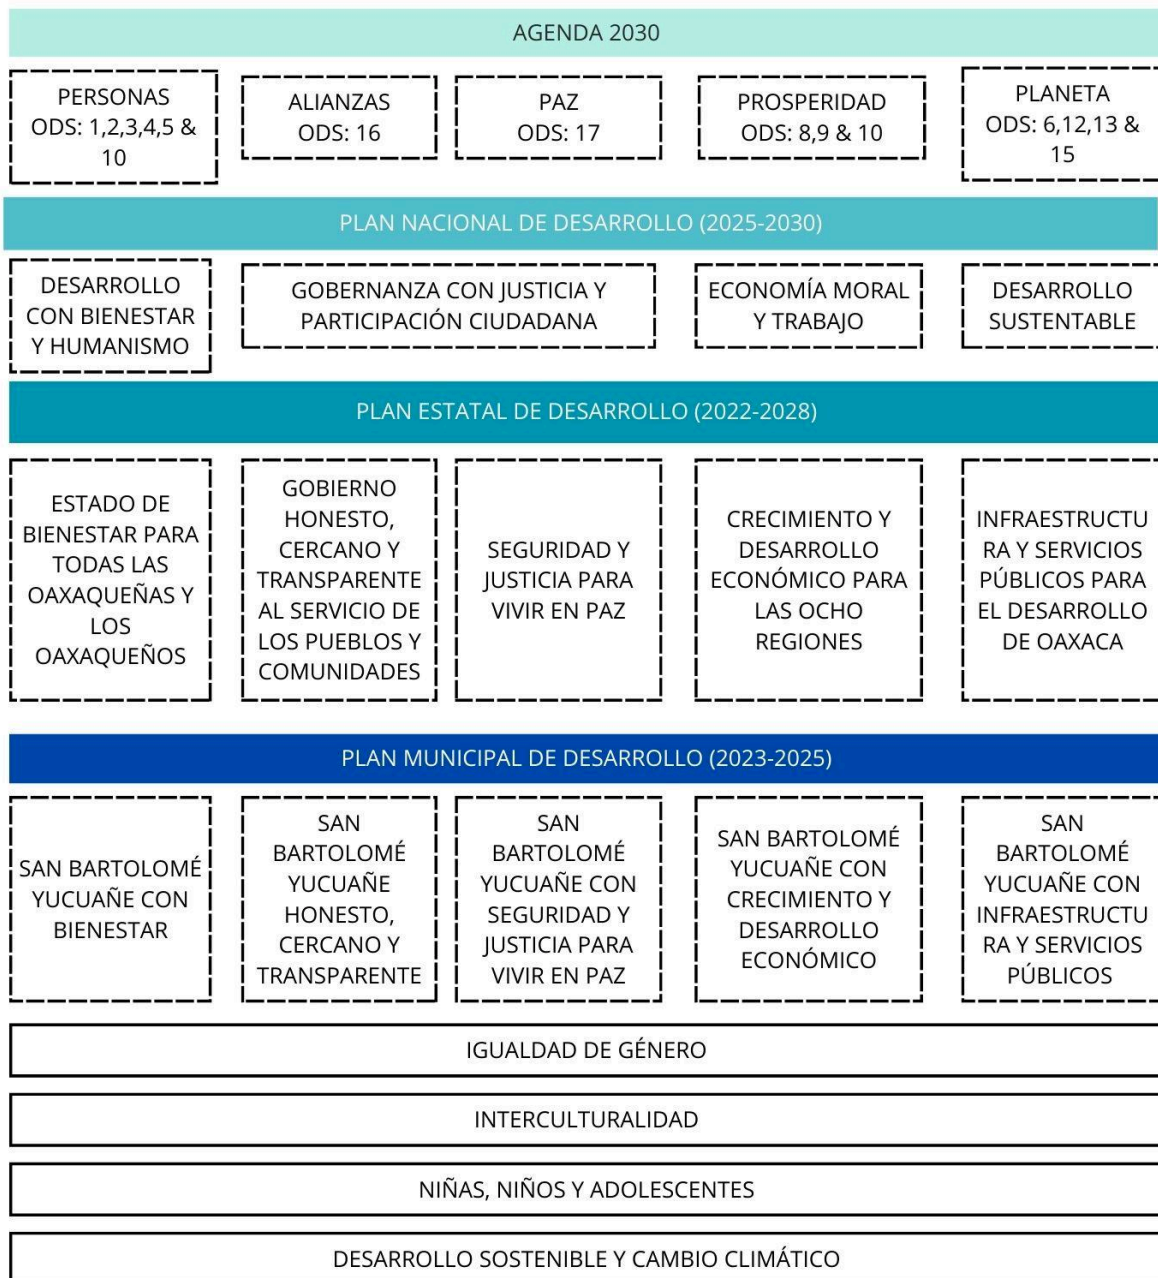 AGENDA 2030
PERSONAS
ODS: 1,2,3,4,5 &
10
ALIANZAS
ODS: 16
PAZ
ODS: 17
PROSPERIDAD
ODS: 8,9 & 10
PLANETA
ODS: 6,12,13 &
15
PLAN NACIONAL DE DESARROLLO (2025-2030)
DESARROLLO
CON BIENESTAR
Y HUMANISMO
GOBERNANZA CON JUSTICIA Y
PARTICIPACIÓN CIUDADANA
ECONOMÍA MORAL
Y TRABAJO
DESARROLLO
SUSTENTABLE
PLAN ESTATAL DE DESARROLLO (2022-2028)
ESTADO DE
BIENESTAR PARA
TODAS LAS
OAXAQUEÑAS Y
LOS
OAXAQUEÑOS
GOBIERNO
HONESTO,
CERCANO Y
TRANSPARENTE
AL SERVICIO DE
LOS PUEBLOS Y
COMUNIDADES
SEGURIDAD Y
JUSTICIA PARA
VIVIR EN PAZ
CRECIMIENTO Y
DESARROLLO
ECONÓMICO PARA
LAS OCHO
REGIONES
INFRAESTRUCTU
RA Y SERVICIOS
PÚBLICOS PARA
EL DESARROLLO
DE OAXACA
PLAN MUNICIPAL DE DESARROLLO (2023-2025)
SAN BARTOLOMÉ
YUCUAÑE CON
BIENESTAR
SAN
BARTOLOMÉ
YUCUAÑE
HONESTO,
CERCANO Y
TRANSPARENTE
SAN
BARTOLOMÉ
YUCUAÑE CON
SEGURIDAD Y
JUSTICIA PARA
VIVIR EN PAZ
SAN BARTOLOMÉ
YUCUAÑE CON
CRECIMIENTO Y
DESARROLLO
ECONÓMICO
SAN
BARTOLOMÉ
YUCUAÑE CON
INFRAESTRUCTU
RA Y SERVICIOS
PÚBLICOS
IGUALDAD DE GÉNERO
INTERCULTURALIDAD
NIÑAS, NIÑOS Y ADOLESCENTES
DESARROLLO SOSTENIBLE Y CAMBIO CLIMÁTICO